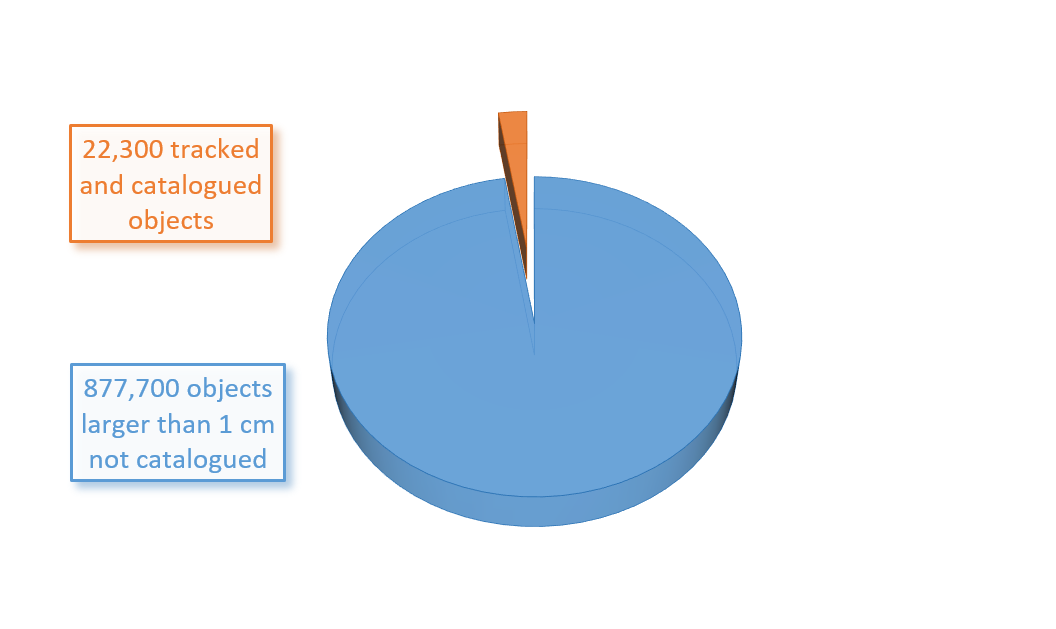 22,300 tracked
and catalogued
objects
877,700 objects
larger than 1 cm
not catalogued